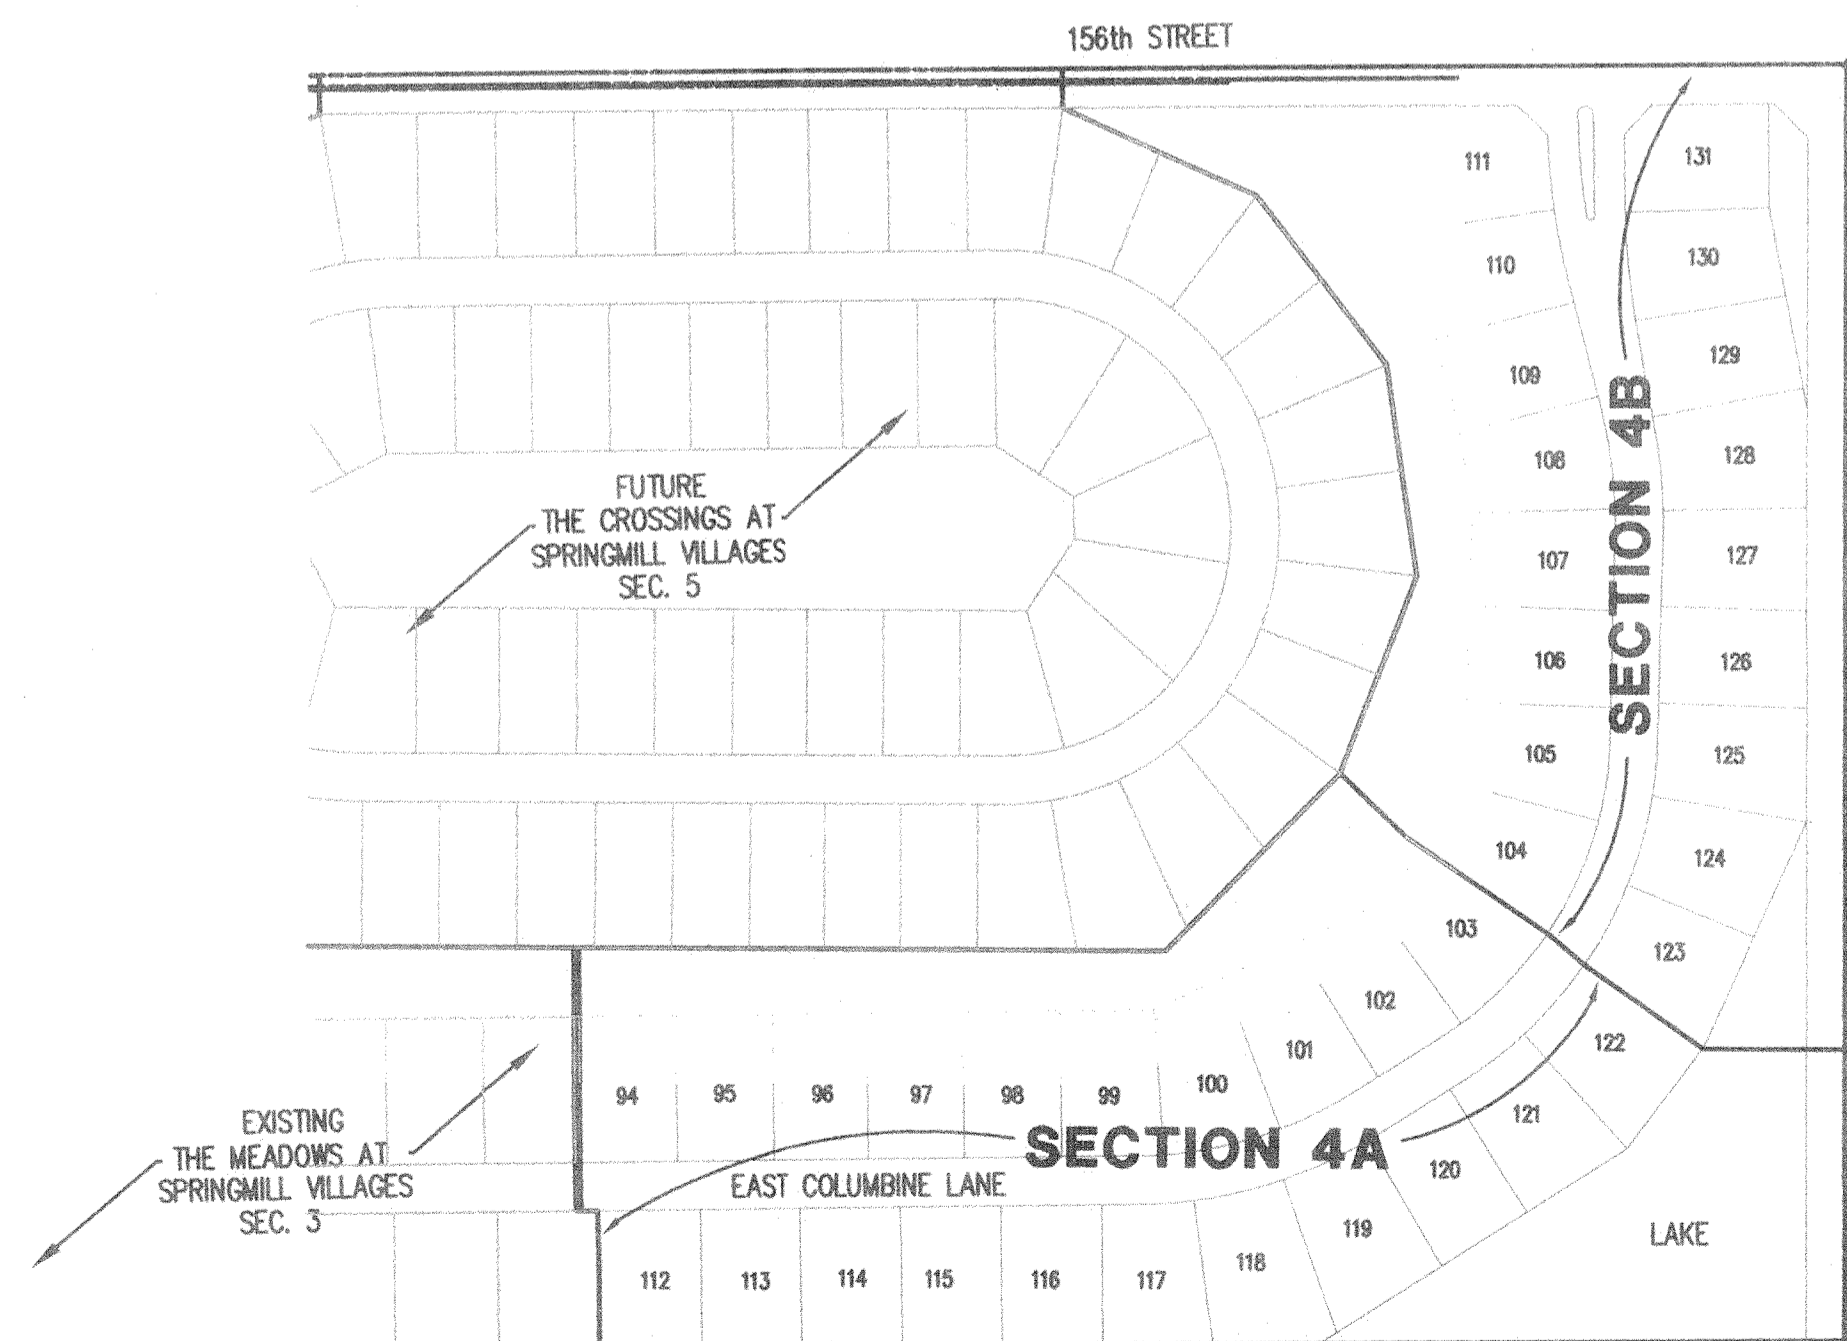 156th STREET
111
131
110
130
109
129
108
128
107
127
106
126
105
125
104
124
103
123
SECTION 4B
FUTURE
THE CROSSINGS AT
SPRINGMILL VILLAGES
SEC. 5
102
122
101
121
100
120
94
95
96
97
98
99
SECTION 4A
EXISTING
THE MEADOWS AT
SPRINGMILL VILLAGES
SEC. 3
EAST COLUMBINE LANE
112
113
114
115
116
117
118
119
LAKE